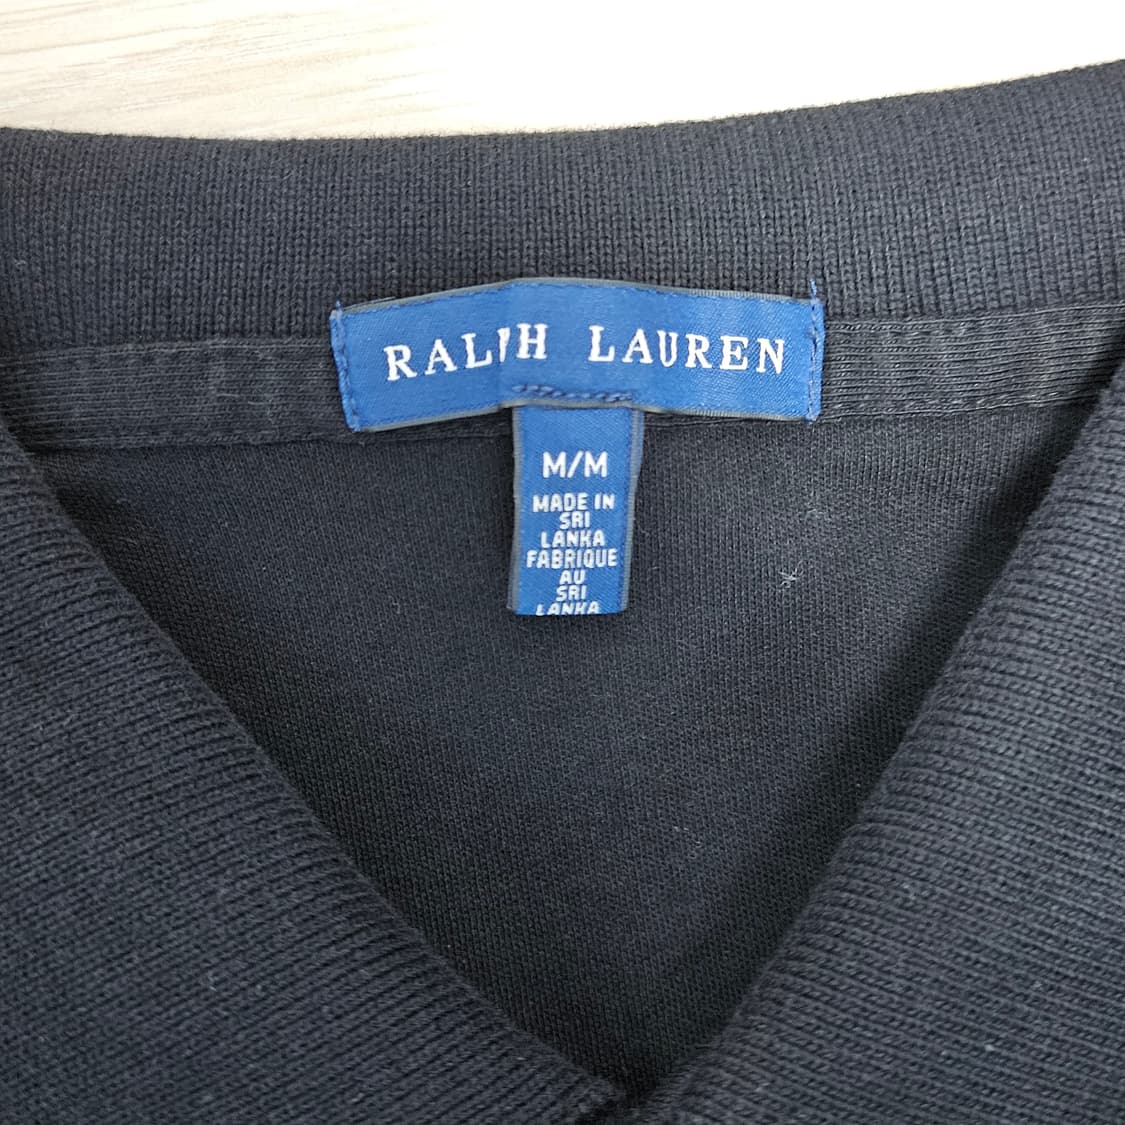 RALPH LAUREN
M/M
MADE IN
SRI
LANKA
FABRIQUE
AU
SRI
LANKA